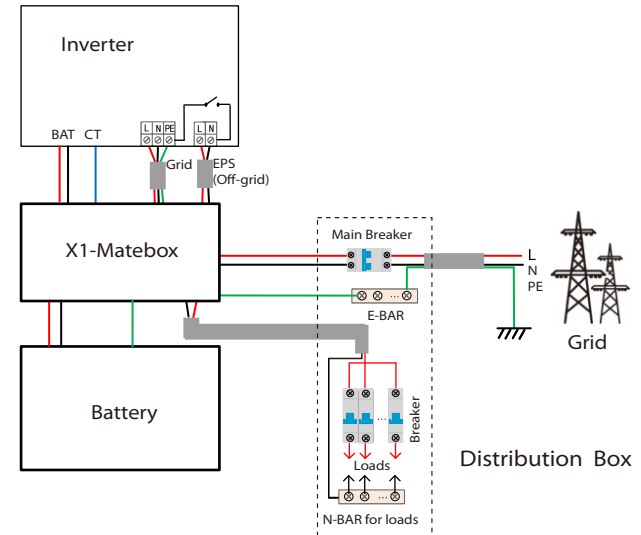 Inverter
BAT CT
L N PE
L N
Grid
EPS
(Off-grid)
X1-Matebox
Main Breaker
L
N
PE
...
E-BAR
Grid
Battery
Breaker
...
Loads
...
N-BAR for loads
Distribution Box